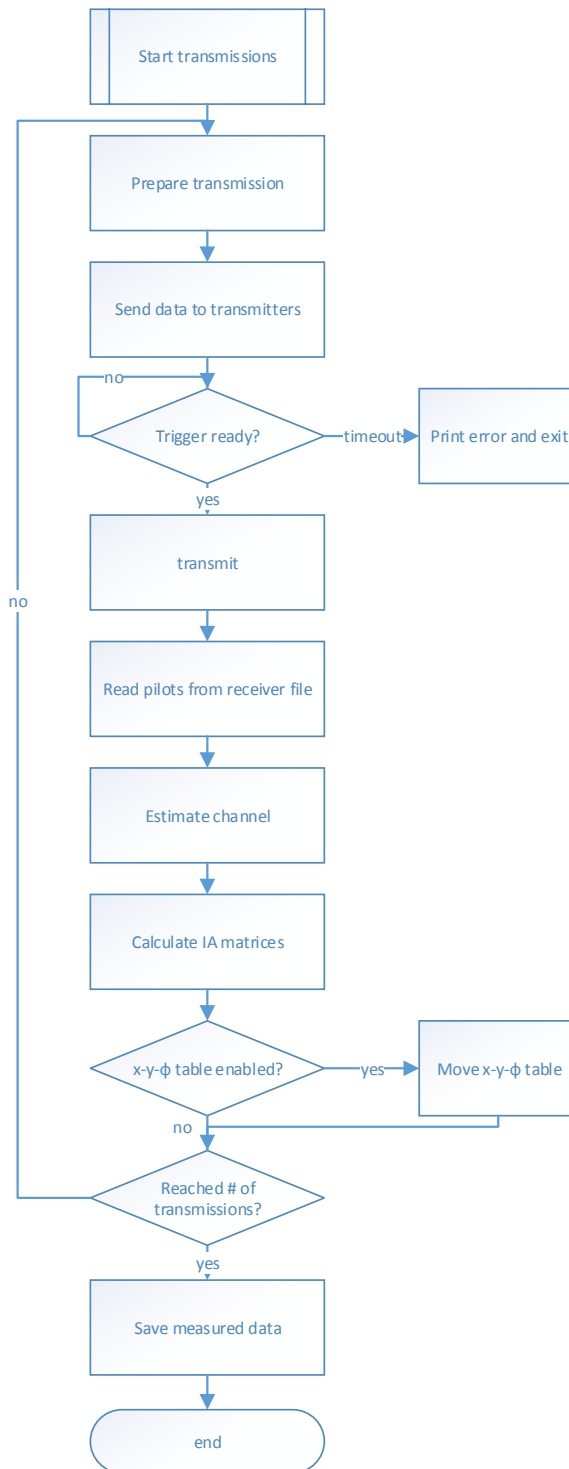 Start transmissions
Prepare transmission
Send data to transmitters
no
Trigger ready?
timeout
Print error and exit
yes
transmit
no
Read pilots from receiver file
Estimate channel
Calculate IA matrices
x-y-ϕ table enabled?
yes
Move x-y-ϕ table
no
Reached # of
transmissions?
yes
Save measured data
end